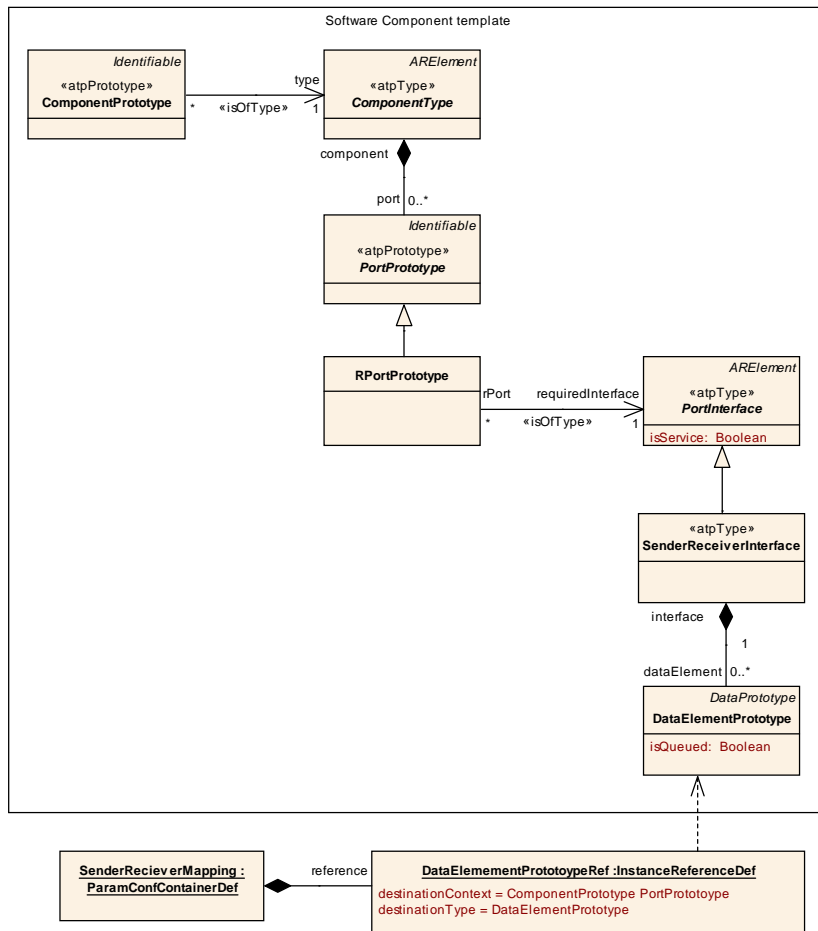 Software Component template
Identifiable
«atpPrototype»
ComponentPrototype
type
*
«isOfType»
1
ARElement
«atpType»
ComponentType
component
port
0..*
Identifiable
«atpPrototype»
PortPrototype
RPortPrototype
rPort
requiredInterface
*
«isOfType»
1
ARElement
«atpType»
PortInterface
isService: Boolean
«atpType»
SenderReceiverInterface
interface
1
dataElement
0..*
DataPrototype
DataElementPrototype
isQueued: Boolean
SenderRecieverMapping :
ParamConfContainerDef
reference
DataElemementPrototoypeRef :InstanceReferenceDef
destinationContext = ComponentPrototype PortPrototoype
destinationType = DataElementPrototype